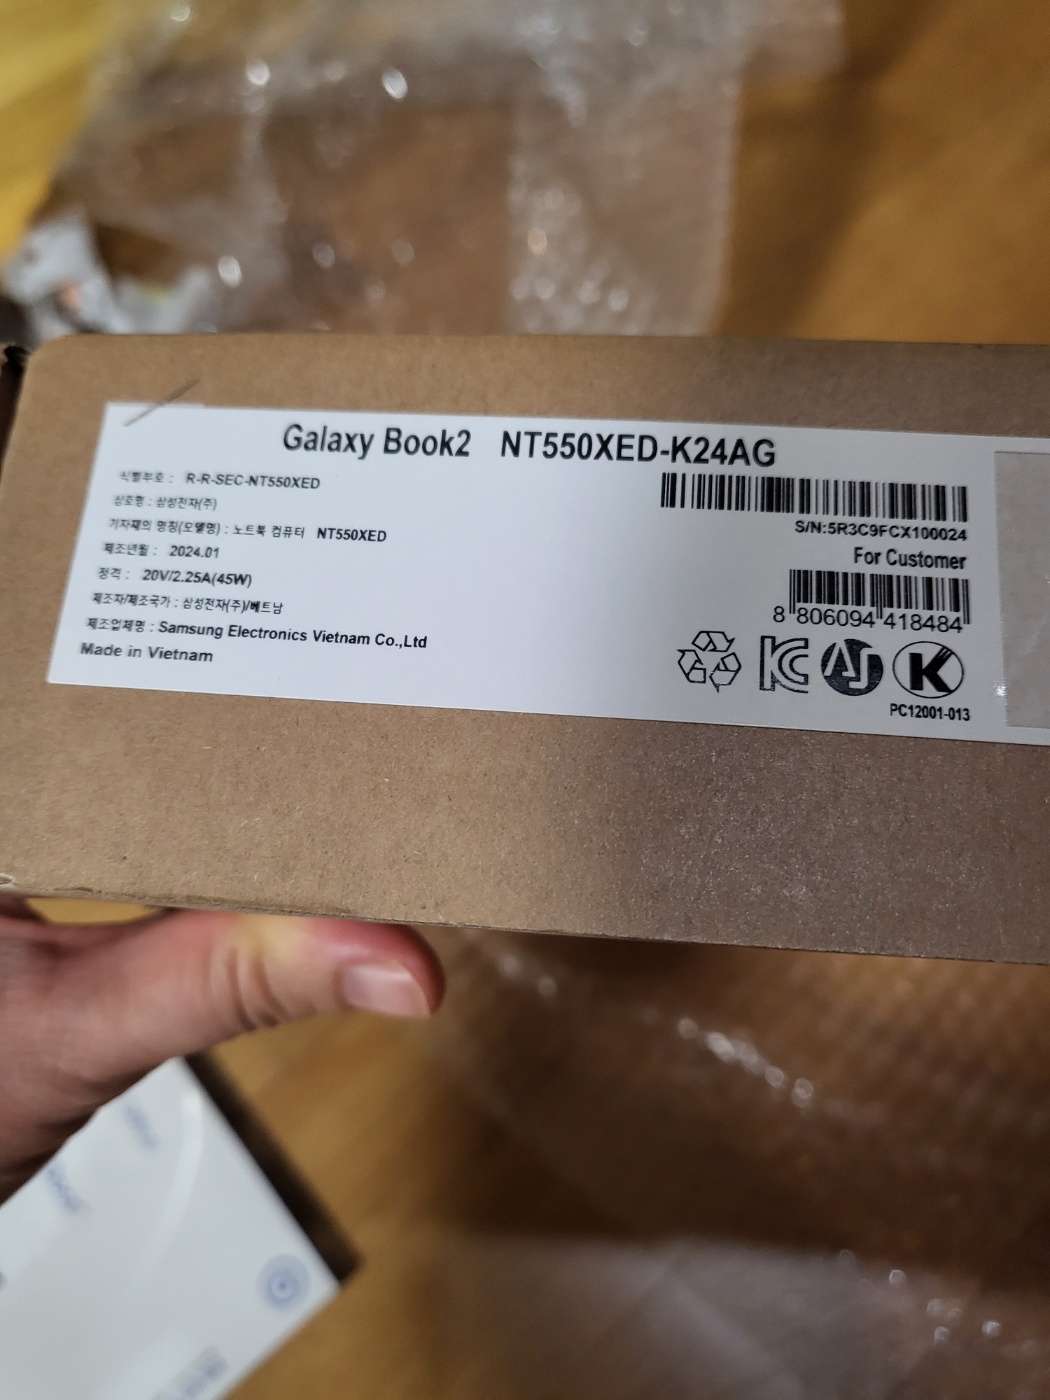 Galaxy Book2 NT550XED-K24AG
식별부호 : R-R-SEC-NT550XED
상호명 : 삼성전자(주)
기자재의 명칭(모델명) : 노트북 컴퓨터 NT550XED
제조년월 : 2024.01
정격 : 20V/2.25A(45W)
제조자/제조국가 : 삼성전자(주)/베트남
제조업체명 : Samsung Electronics Vietnam Co.,Ltd
Made in Vietnam
S/N:5R3C9FCX100024
For Customer
8 806094 418484
PC12001-013